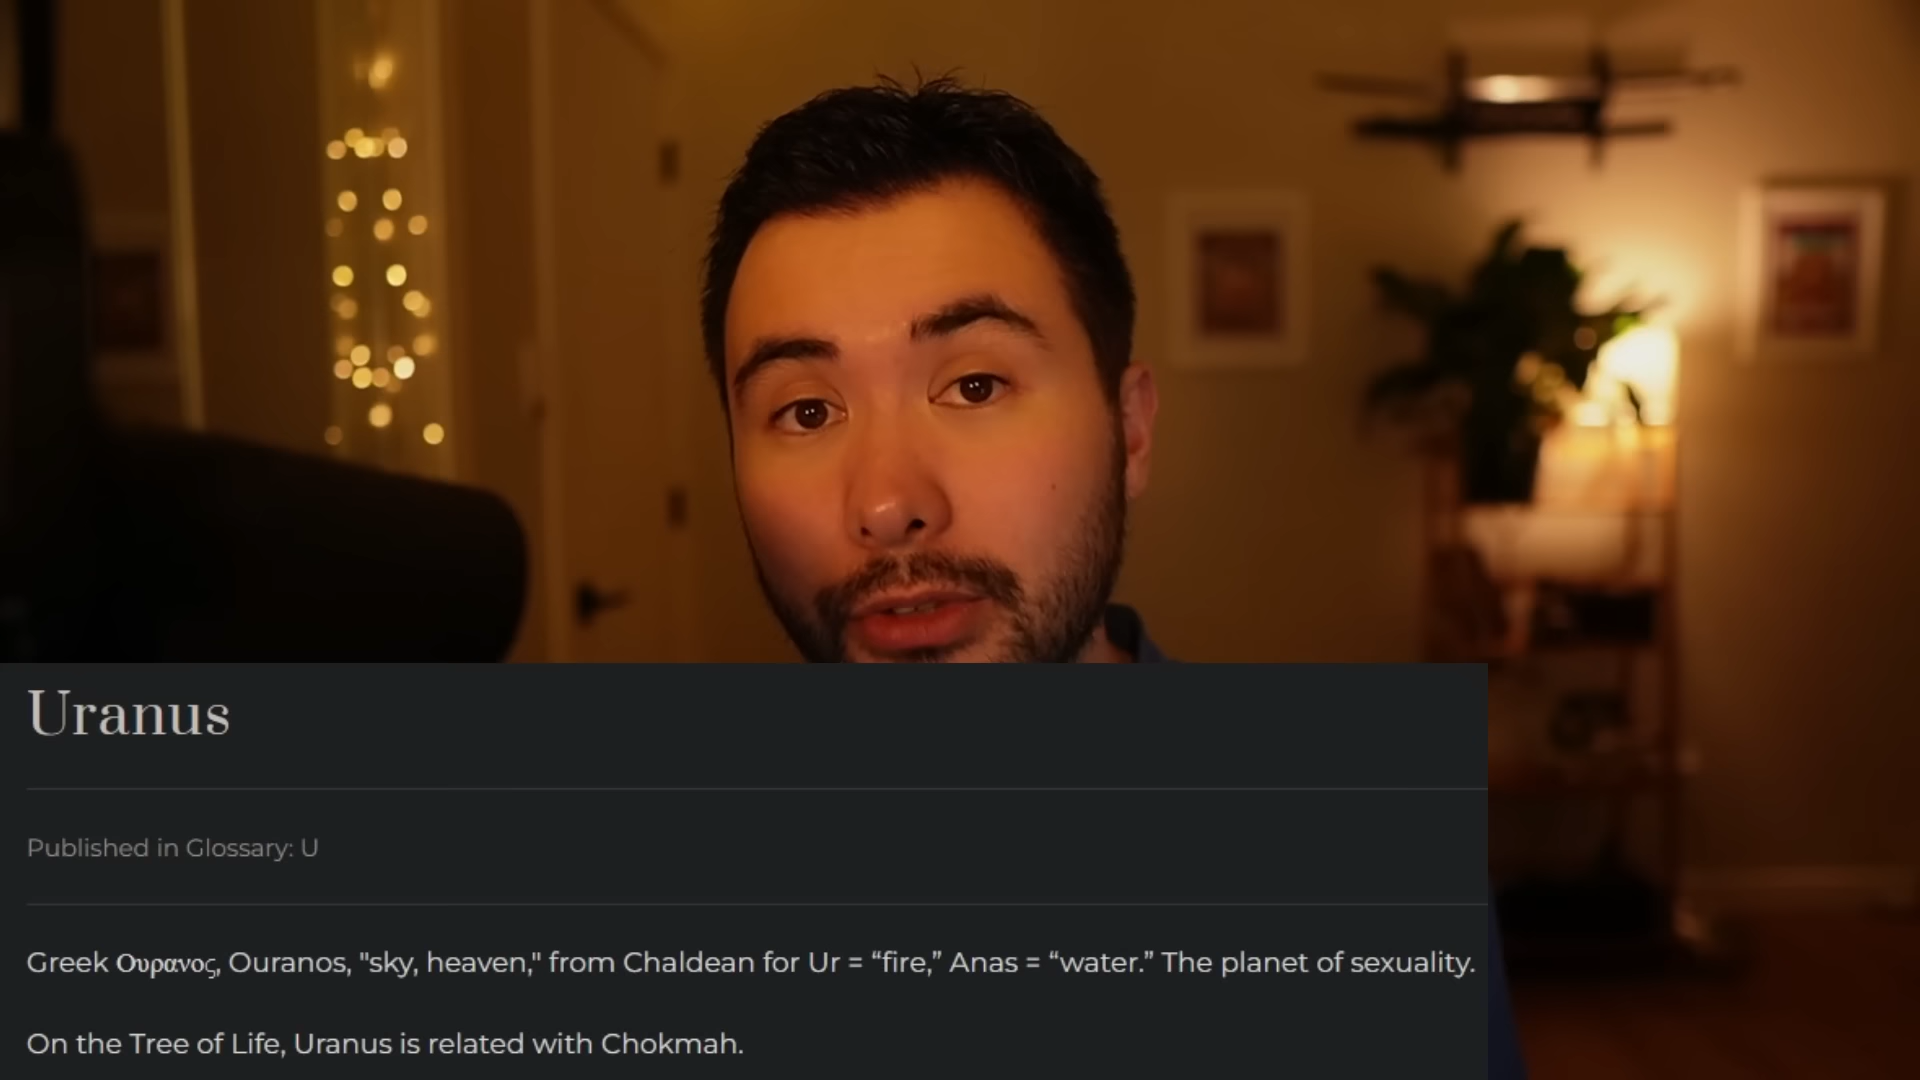 Uranus
Published in Glossary: U
Greek Ουρανος, Ouranos, "sky, heaven," from Chaldean for Ur = “fire,” Anas = “water.” The planet of sexuality.
On the Tree of Life, Uranus is related with Chokmah.